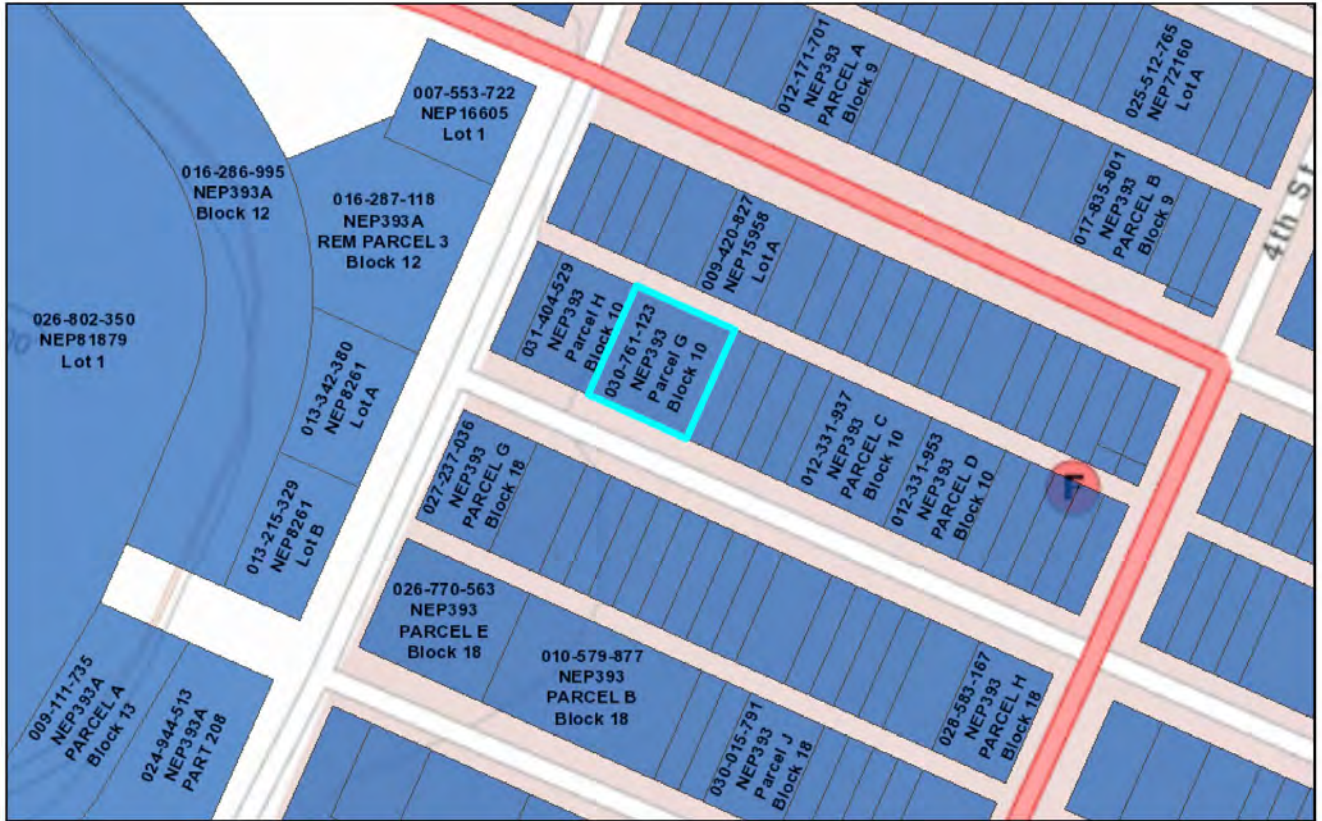 007-553-722
NEP16605
Lot 1
012-171-701
NEP393
PARCEL A
Block 9
025-512-765
NEP72160
Lot A
016-286-995
NEP393A
Block 12
016-287-118
NEP393A
REM PARCEL 3
Block 12
017-835-801
NEP393
PARCEL B
Block 9
4th St
009-420-827
NEP15958
Lot A
031-404-529
NEP393
Parcel H
Block 10
030-761-123
NEP393
Parcel G
Block 10
026-802-350
NEP81879
Lot 1
013-342-380
NEP8261
Lot A
012-331-937
NEP393
PARCEL C
Block 10
012-331-953
NEP393
PARCEL D
Block 10
027-237-036
NEP393
PARCEL G
Block 18
013-215-329
NEP8261
Lot B
026-770-563
NEP393
PARCEL E
Block 18
010-579-877
NEP393
PARCEL B
Block 18
028-583-167
NEP393
PARCEL H
Block 18
009-111-735
NEP393A
PARCEL A
Block 13
024-944-513
NEP393A
PART 208
030-015-791
NEP393
Parcel J
Block 18